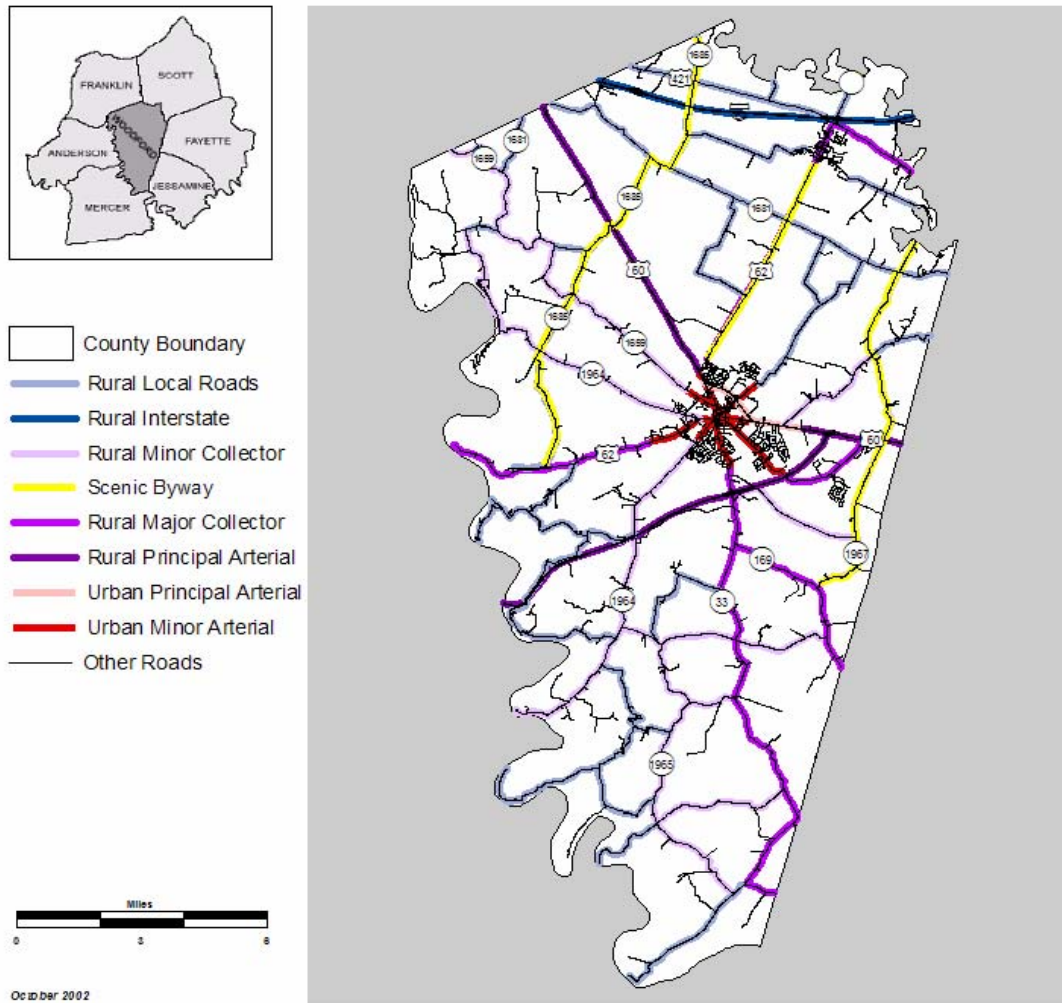 FRANKLIN
SCOTT
WOODFORD
ANDERSON
FAYETTE
JESSAMINE
MERCER
County Boundary
Rural Local Roads
Rural Interstate
Rural Minor Collector
Scenic Byway
Rural Major Collector
Rural Principal Arterial
Urban Principal Arterial
Urban Minor Arterial
Other Roads
Miles
0 3 6
October 2002
1685
421
1681
1659
1685
1681
60
62
1685
1659
1964
62
60
1967
169
1964
33
1965